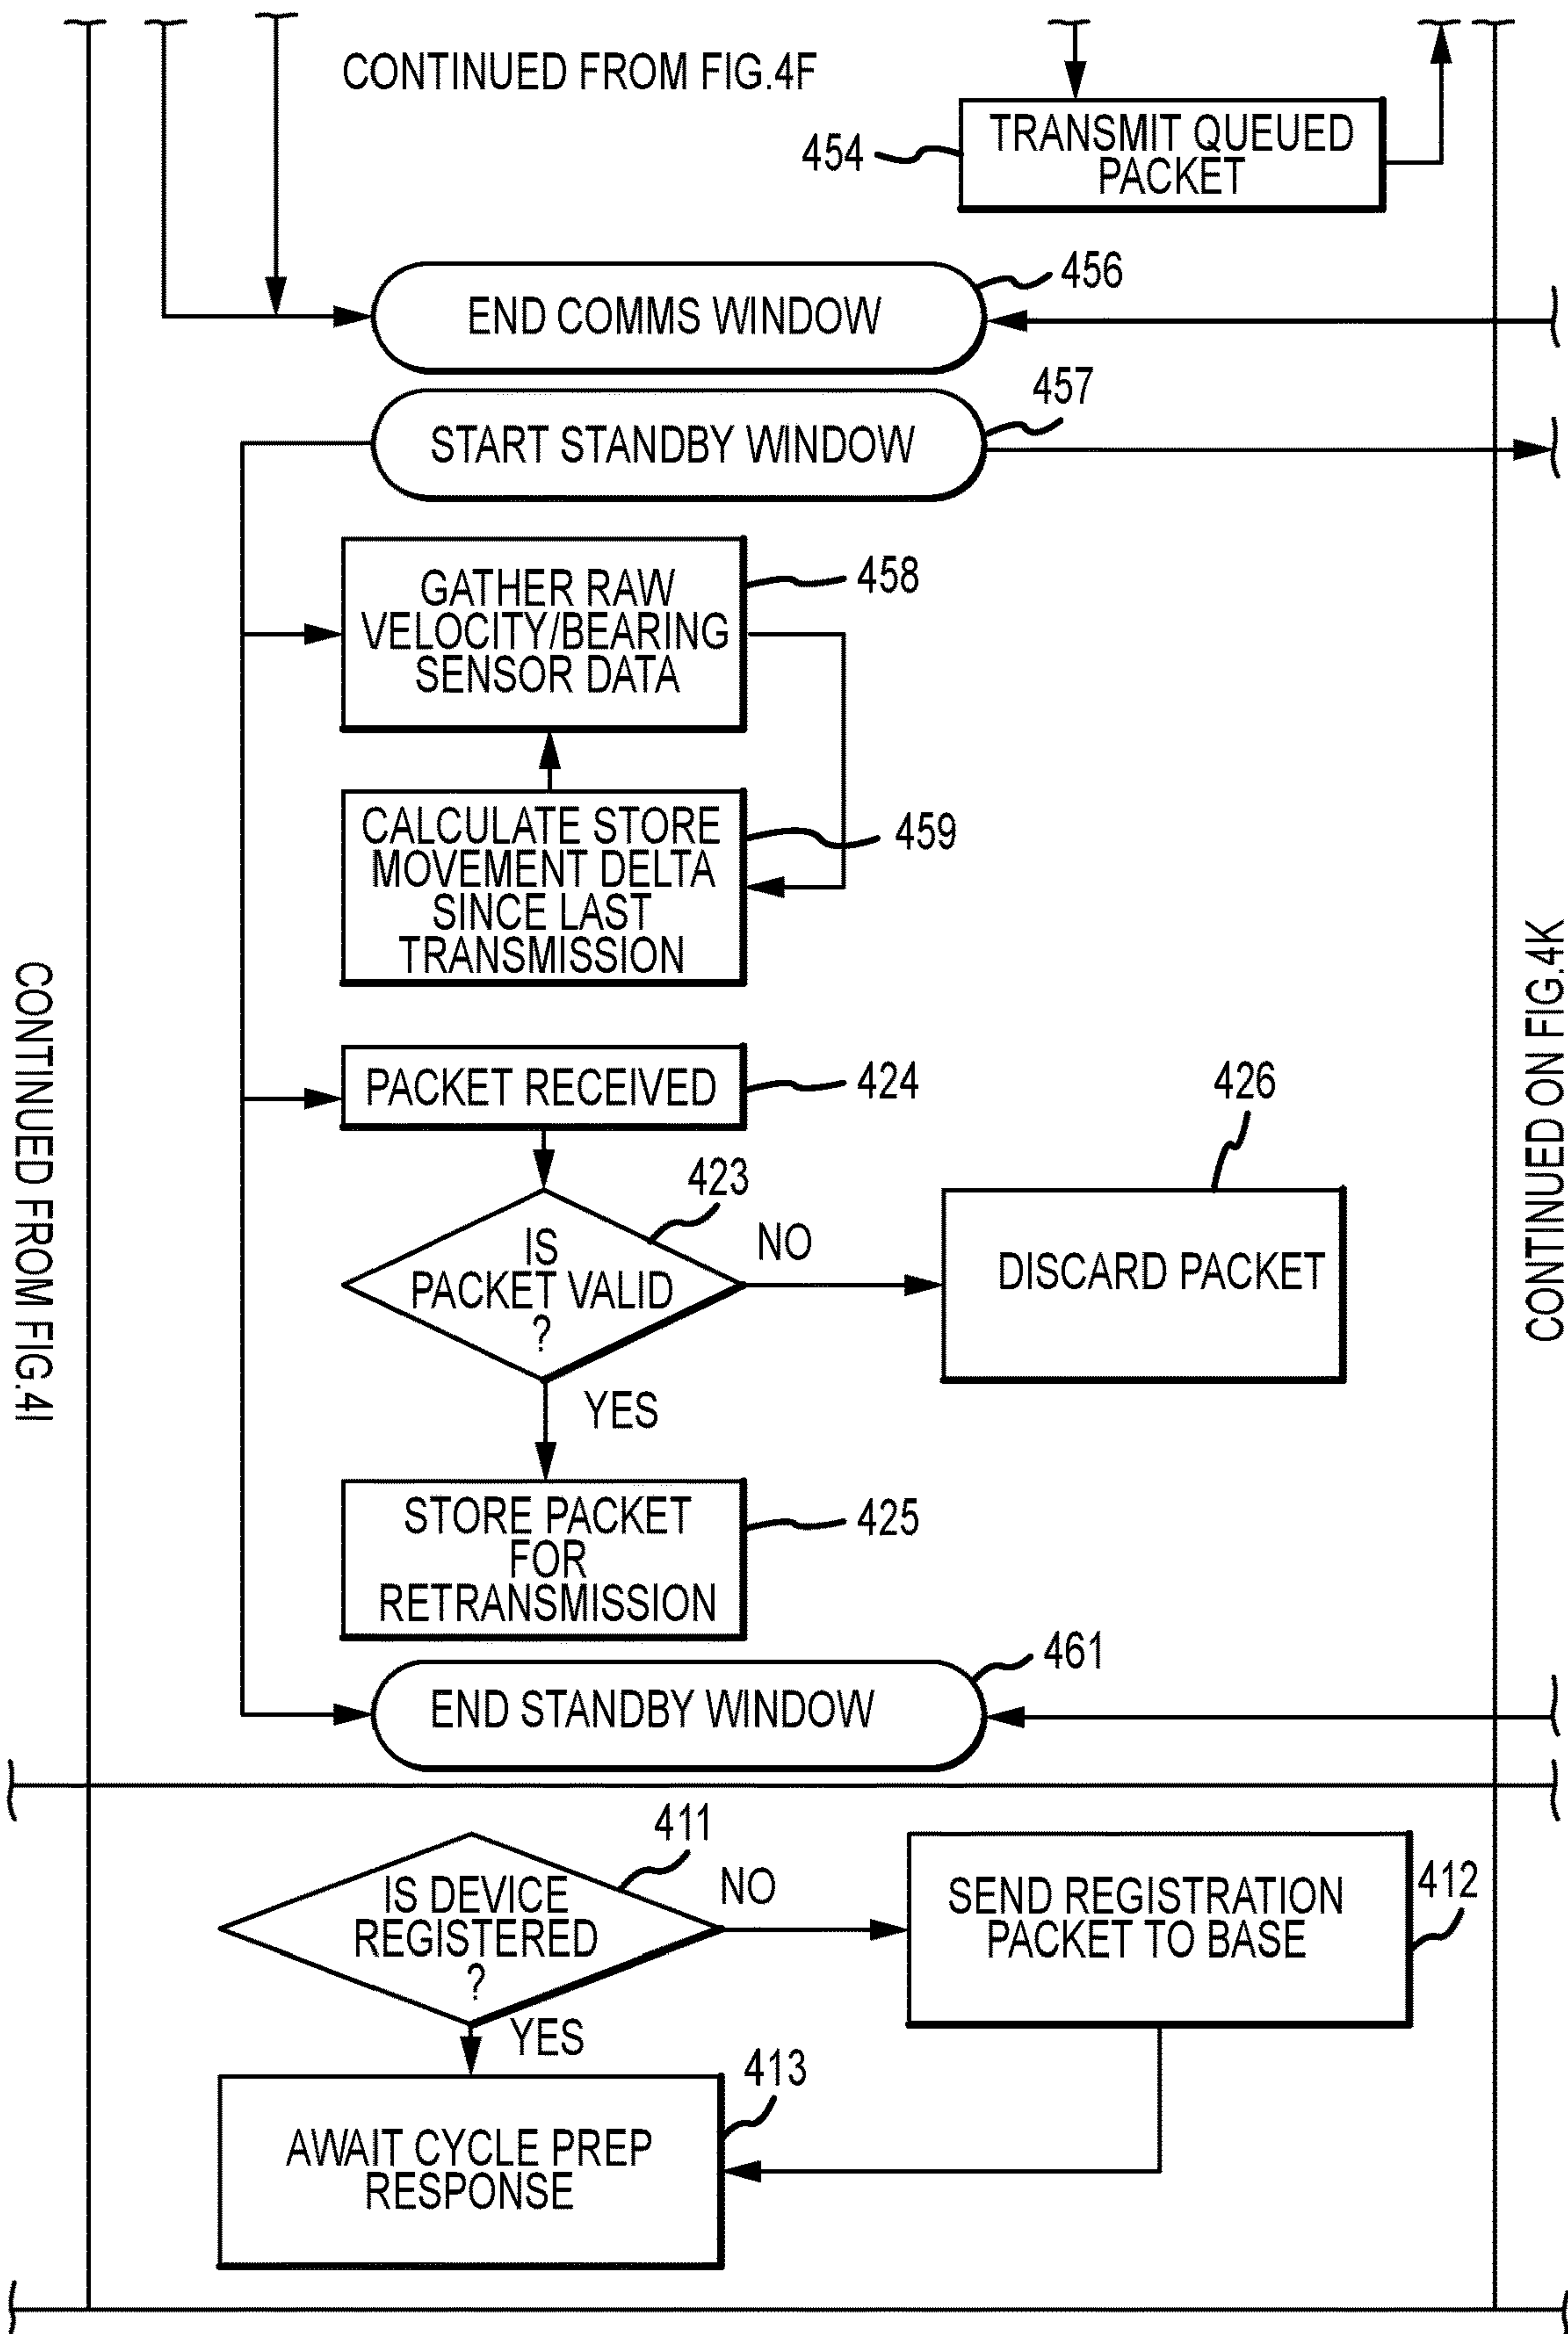 CONTINUED FROM FIG.4F
454
TRANSMIT QUEUED
PACKET
456
END COMMS WINDOW
457
START STANDBY WINDOW
458
GATHER RAW
VELOCITY/BEARING
SENSOR DATA
459
CALCULATE STORE
MOVEMENT DELTA
SINCE LAST
TRANSMISSION
CONTINUED FROM FIG.4I
CONTINUED ON FIG.4K
PACKET RECEIVED
424
426
423
IS
PACKET VALID
?
NO
DISCARD PACKET
YES
STORE PACKET
FOR
RETRANSMISSION
425
461
END STANDBY WINDOW
411
IS DEVICE
REGISTERED
?
NO
SEND REGISTRATION
PACKET TO BASE
412
YES
413
AWAIT CYCLE PREP
RESPONSE